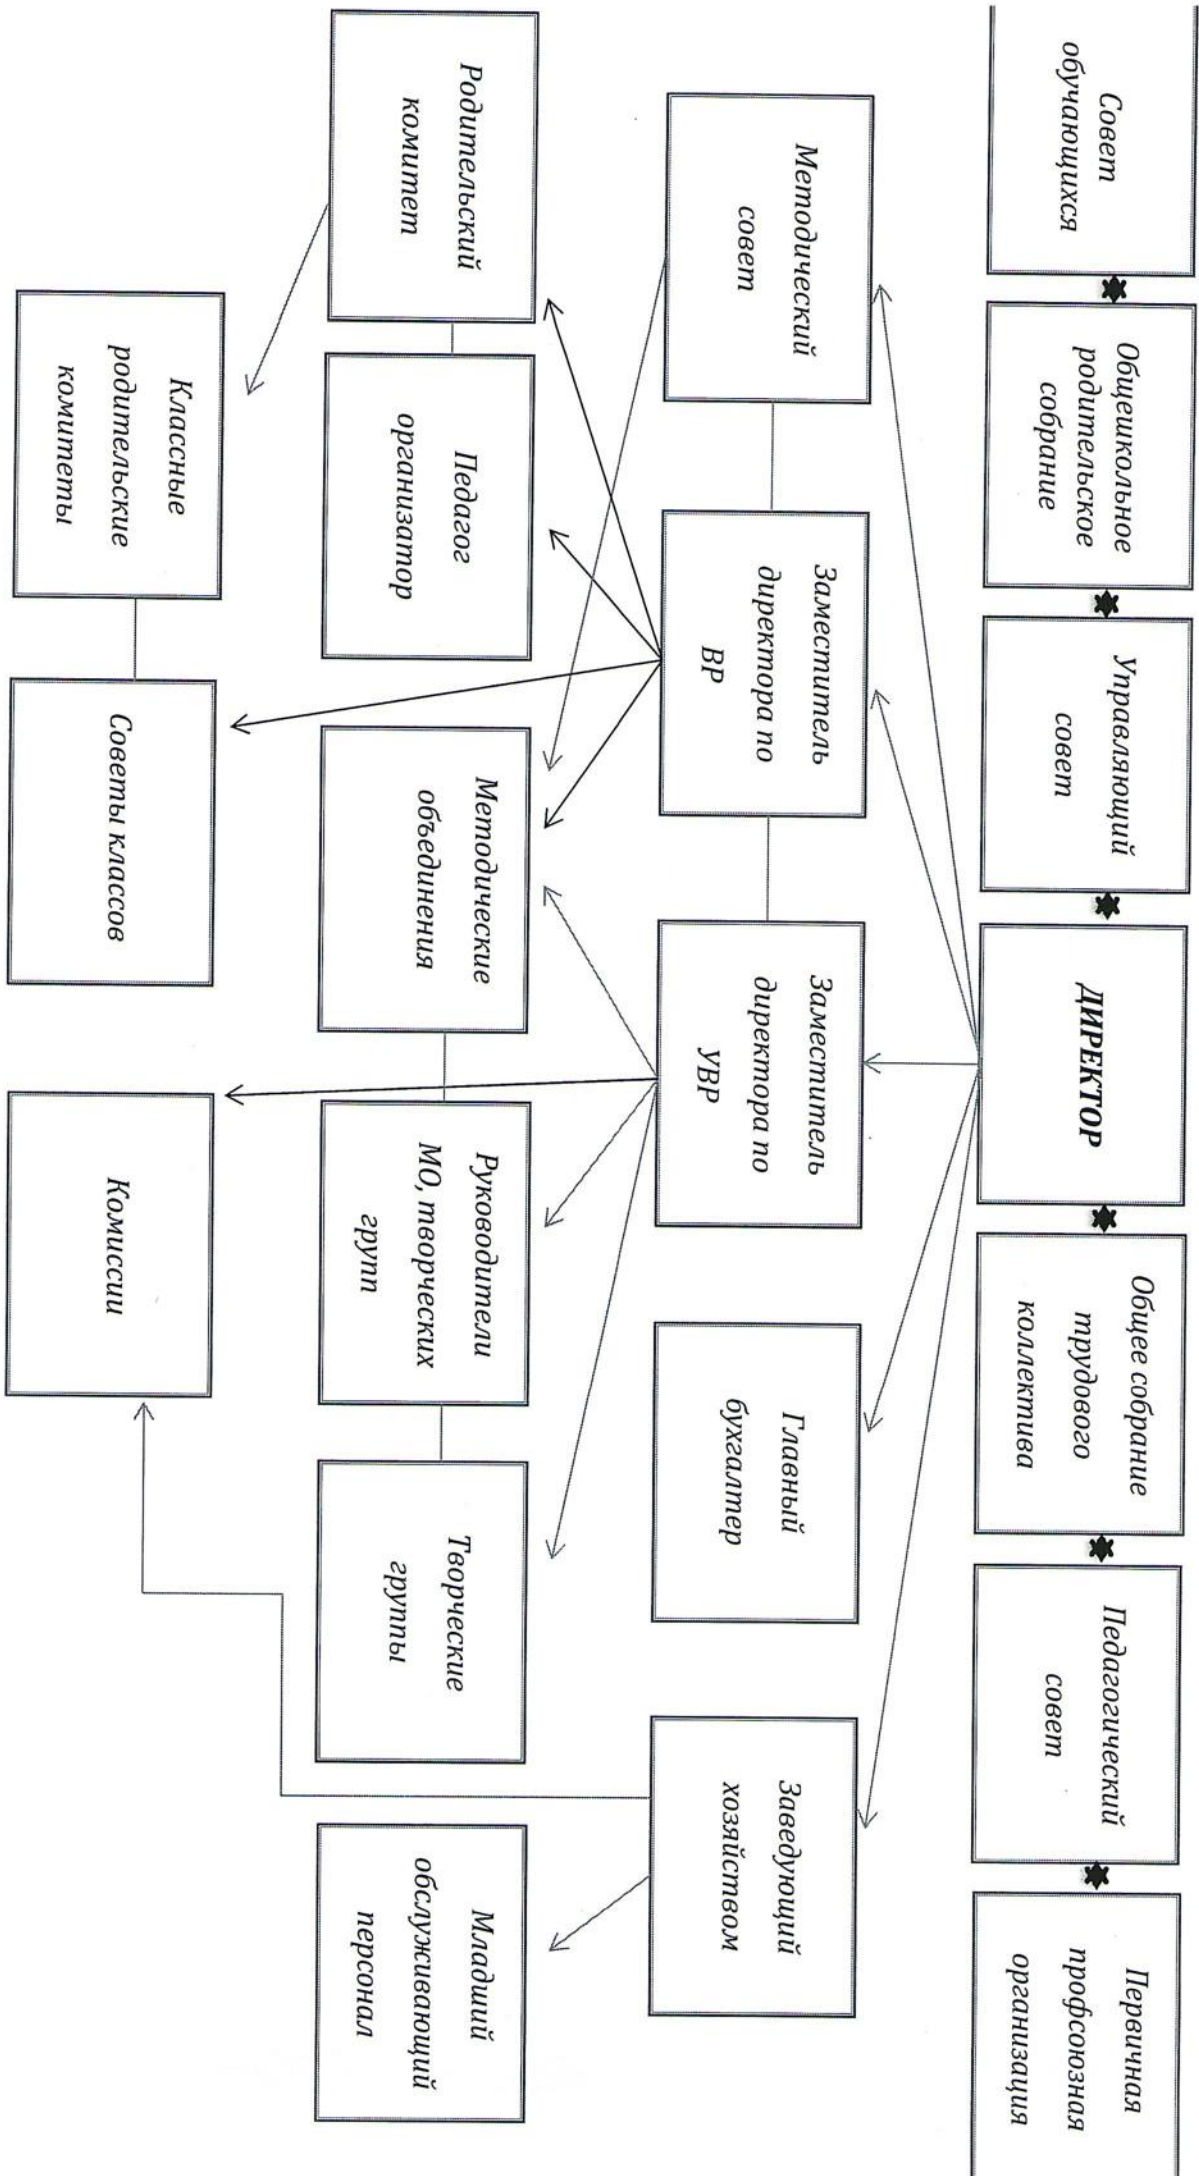 Совет
обучающихся
Общешкольное
родительское
собрание
Управляющий
совет
ДИРЕКТОР
Общее собрание
трудового
коллектива
Педагогический
совет
Первичная
профсоюзная
организация
Методический
совет
Заместитель
директора по
ВР
Заместитель
директора по
УВР
Главный
бухгалтер
Заведующий
хозяйством
Родительский
комитет
Педагог
организатор
Методические
объединения
Руководители
МО, творческих
групп
Творческие
группы
Младший
обслуживающий
персонал
Классные
родительские
комитеты
Советы классов
Комиссии